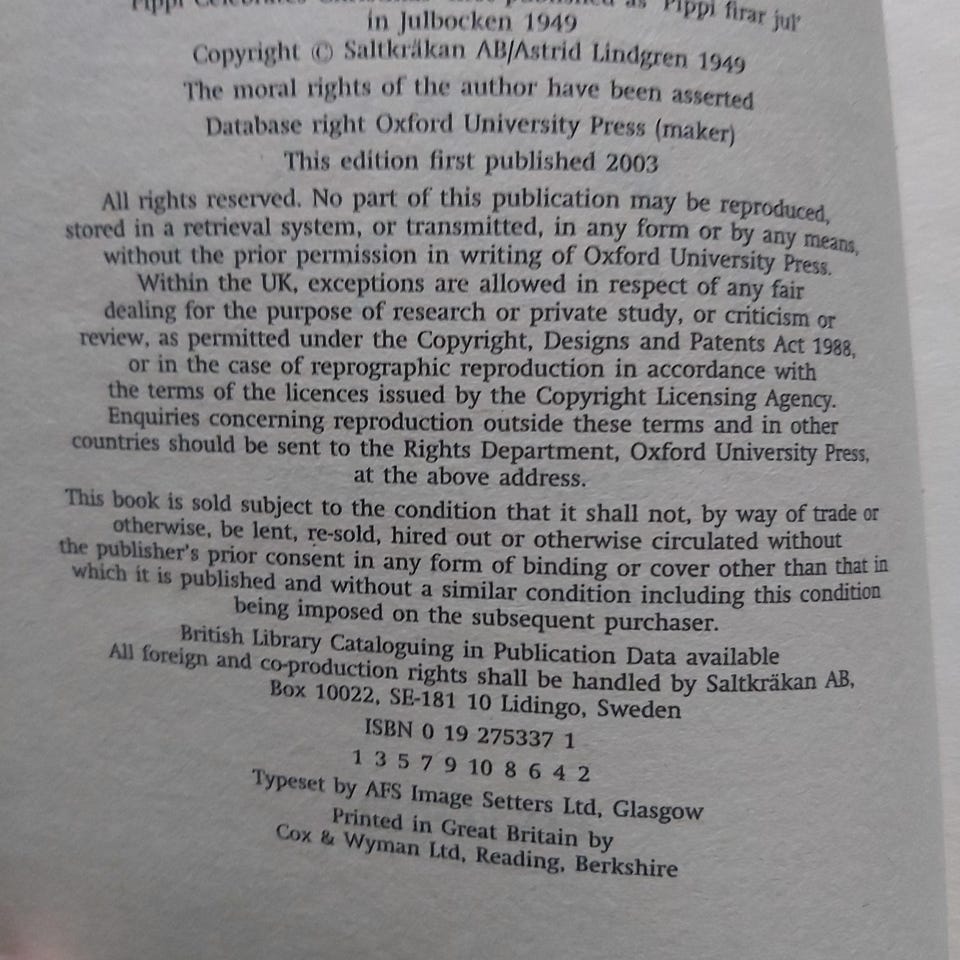 Pippi Celebrates published as 'Pippi firar jul'
in Julbocken 1949
Copyright © Saltkråkan AB/Astrid Lindgren 1949
The moral rights of the author have been asserted
Database right Oxford University Press (maker)
This edition first published 2003
All rights reserved. No part of this publication may be reproduced,
stored in a retrieval system, or transmitted, in any form or by any means,
without the prior permission in writing of Oxford University Press.
Within the UK, exceptions are allowed in respect of any fair
dealing for the purpose of research or private study, or criticism or
review, as permitted under the Copyright, Designs and Patents Act 1988,
or in the case of reprographic reproduction in accordance with
the terms of the licences issued by the Copyright Licensing Agency.
Enquiries concerning reproduction outside these terms and in other
countries should be sent to the Rights Department, Oxford University Press,
at the above address.
This book is sold subject to the condition that it shall not, by way of trade or
otherwise, be lent, re-sold, hired out or otherwise circulated without
the publisher's prior consent in any form of binding or cover other than that in
which it is published and without a similar condition including this condition
being imposed on the subsequent purchaser.
British Library Cataloguing in Publication Data available
All foreign and co-production rights shall be handled by Saltkråkan AB,
Box 10022, SE-181 10 Lidingo, Sweden
ISBN 0 19 275337 1
1 3 5 7 9 10 8 6 4 2
Typeset by AFS Image Setters Ltd, Glasgow
Printed in Great Britain by
Cox & Wyman Ltd, Reading, Berkshire